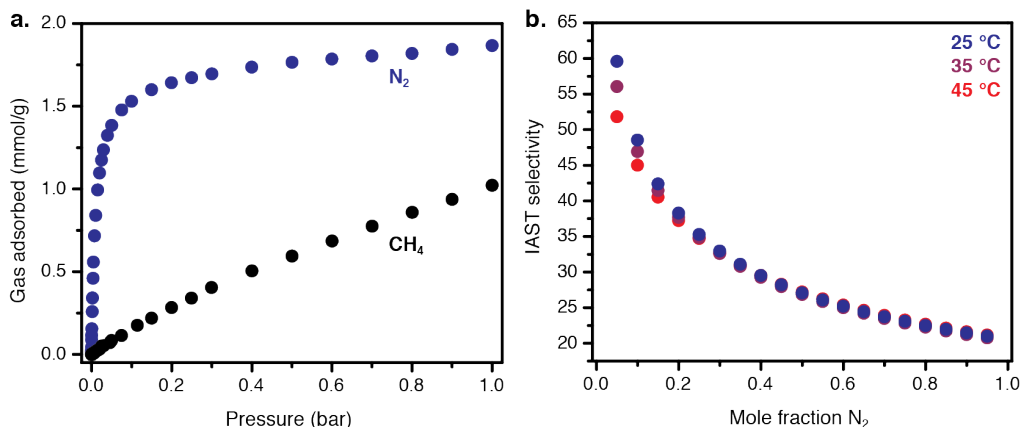 a.
Gas adsorbed (mmol/g)
2.0
1.5
1.0
0.5
0.0
N₂
CH₄
0.0 0.2 0.4 0.6 0.8 1.0
Pressure (bar)
b.
IAST selectivity
65
60
55
50
45
40
35
30
25
20
25 °C
35 °C
45 °C
0.0 0.2 0.4 0.6 0.8 1.0
Mole fraction N₂